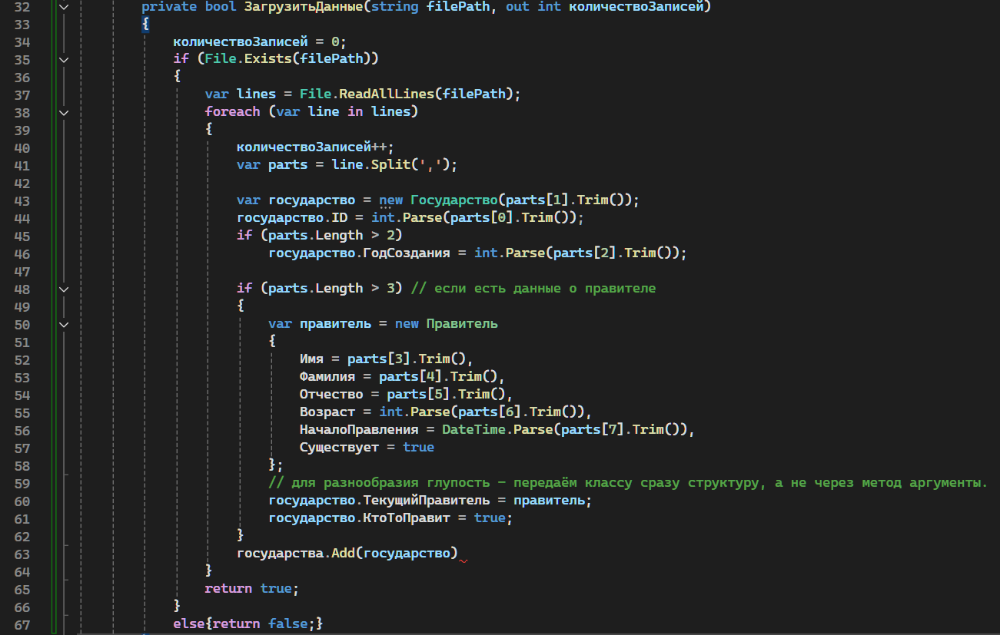 32 private bool ЗагрузитьДанные(string filePath, out int количествоЗаписей)
33 {
34 количествоЗаписей = 0;
35 if (File.Exists(filePath))
36 {
37 var lines = File.ReadAllLines(filePath);
38 foreach (var line in lines)
39 {
40 количествоЗаписей++;
41 var parts = line.Split(',');
42
43 var государство = new Государство(parts[1].Trim());
44 государство.ID = int.Parse(parts[0].Trim());
45 if (parts.Length > 2)
46 государство.ГодСоздания = int.Parse(parts[2].Trim());
47
48 if (parts.Length > 3) // если есть данные о правителе
49 {
50 var правитель = new Правитель
51 {
52 Имя = parts[3].Trim(),
53 Фамилия = parts[4].Trim(),
54 Отчество = parts[5].Trim(),
55 Возраст = int.Parse(parts[6].Trim()),
56 НачалоПравления = DateTime.Parse(parts[7].Trim()),
57 Существует = true
58 };
59 // для разнообразия глупость – передаём классу сразу структуру, а не через метод аргументы.
60 государство.ТекущийПравитель = правитель;
61 государство.КтоТоПравит = true;
62 }
63 государства.Add(государство)
64 }
65 return true;
66 }
67 else{return false;}